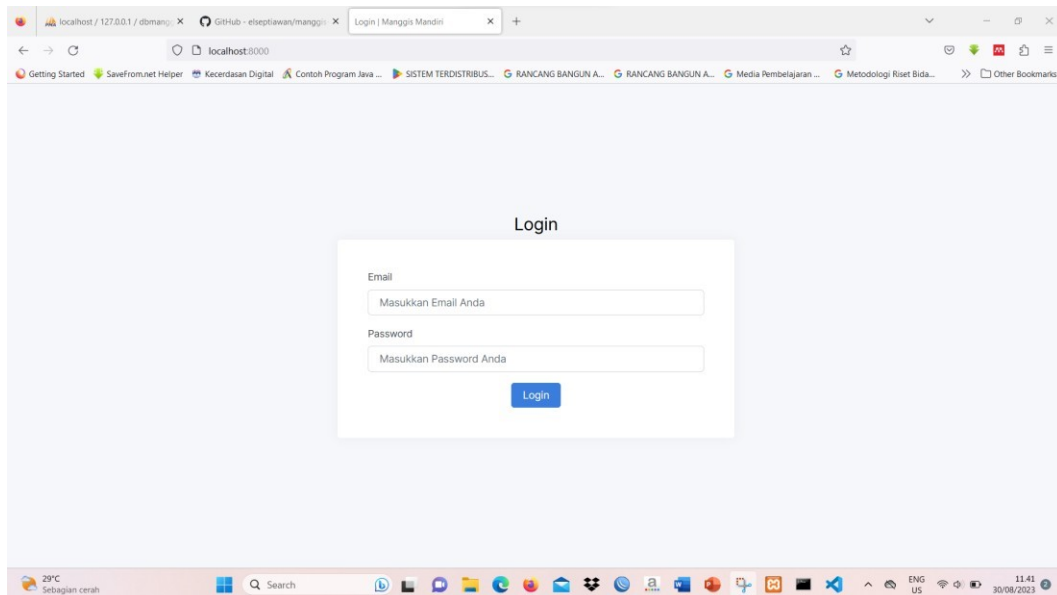 localhost / 127.0.0.1 / dbmang
GitHub - elseptiawan/manggis
Login | Manggis Mandiri
localhost:8000
Getting Started
SaveFrom.net Helper
Kecerdasan Digital
Contoh Program Java ...
SISTEM TERDISTRIBUS...
RANCANG BANGUN A...
RANCANG BANGUN A...
Media Pembelajaran ...
Metodologi Riset Bida...
Other Bookmarks
Login
Email
Masukkan Email Anda
Password
Masukkan Password Anda
Login
29°C
Sebagian cerah
Search
ENG
US
11.41
30/08/2023